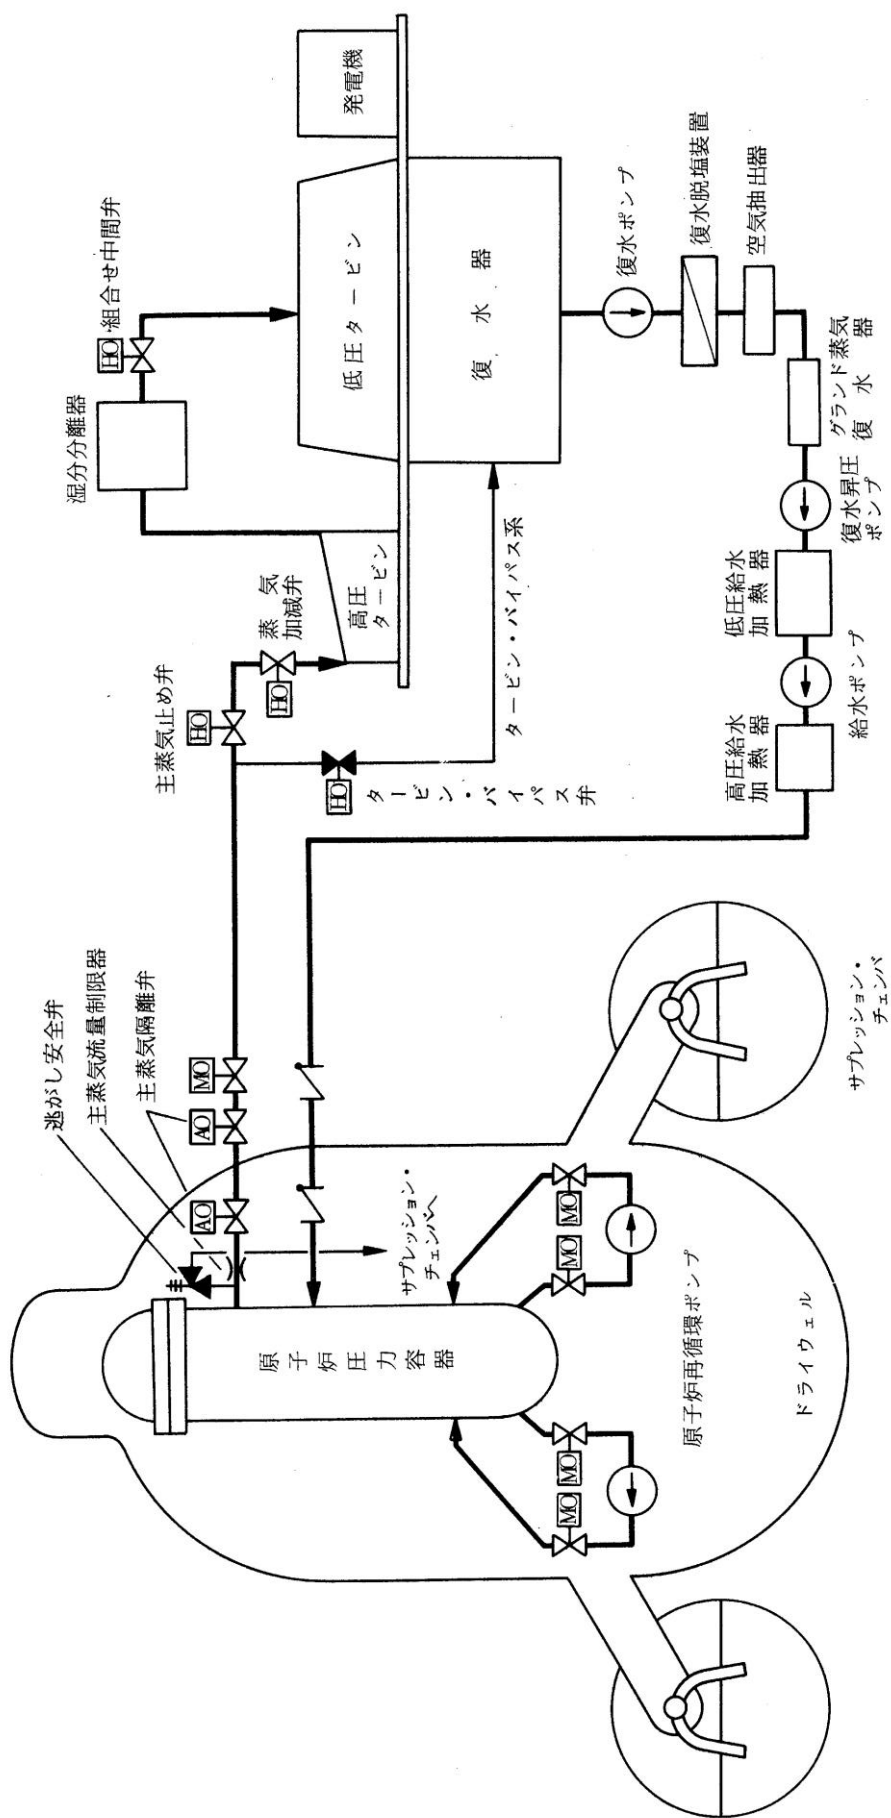 逃がし安全弁
主蒸気流量制限器
主蒸気隔離弁
AO
AO
MO
主蒸気止め弁
HO
蒸気
加減弁
HO
湿分分離器
HO
組合せ中間弁
高圧
タービン
低圧タービン
発電機
復水器
HO
タービン・バイパス弁
タービン・バイパス系
サプレッション・
チェンバへ
原子炉圧力容器
MO
MO
MO
MO
原子炉再循環ポンプ
ドライウェル
サプレッション・
チェンバ
高圧給水
加熱器
給水ポンプ
低圧給水
加熱器
復水昇圧
ポンプ
グランド蒸気
復水器
空気抽出器
復水脱塩装置
復水ポンプ